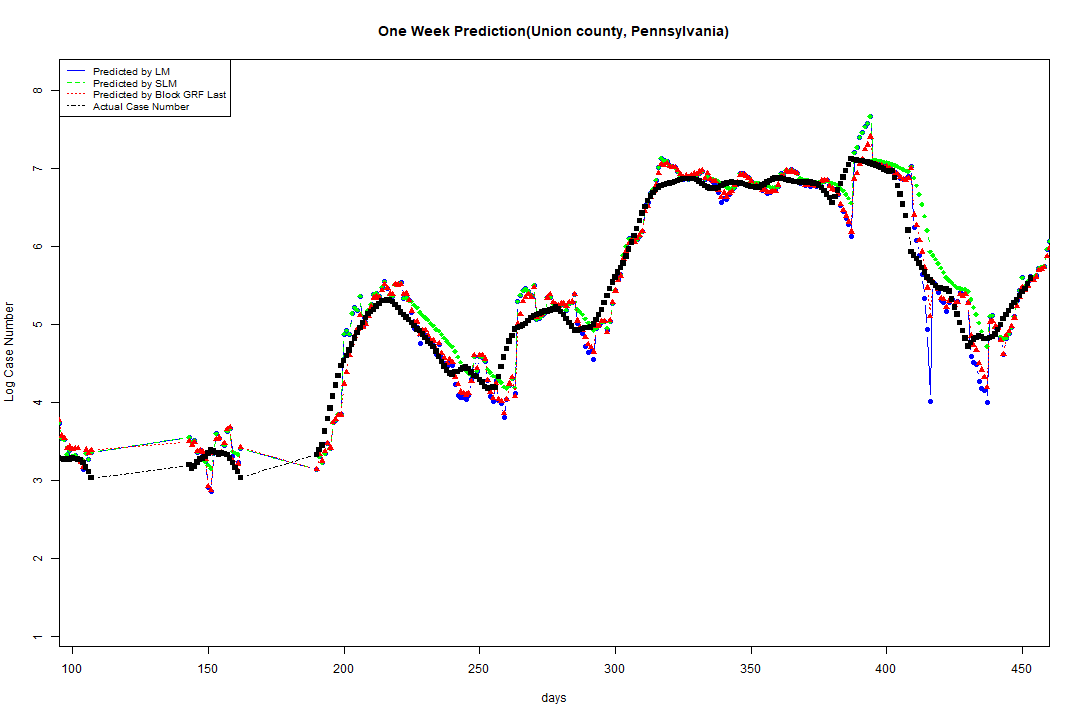 One Week Prediction(Union county, Pennsylvania)
Predicted by LM
Predicted by SLM
Predicted by Block GRF Last
Actual Case Number
Log Case Number
8
7
6
5
4
3
2
1
100 150 200 250 300 350 400 450
days